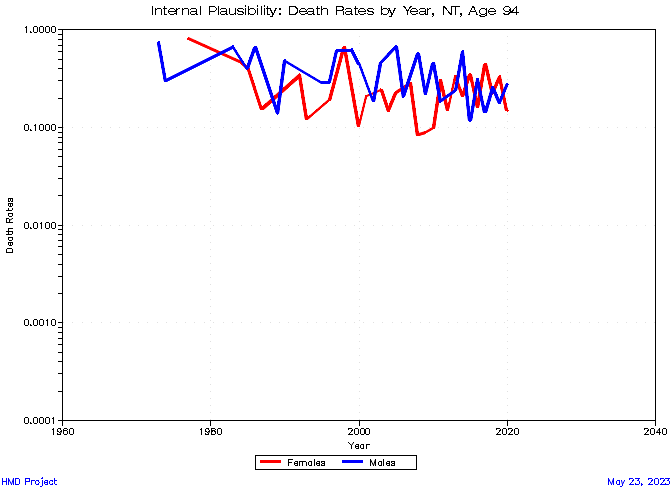 Internal Plausibility: Death Rates by Year, NT, Age 94
1.0000
0.1000
0.0100
0.0010
0.0001
Death Rates
1960
1980
2000
2020
2040
Year
Females
Males
HMD Project
May 23, 2023